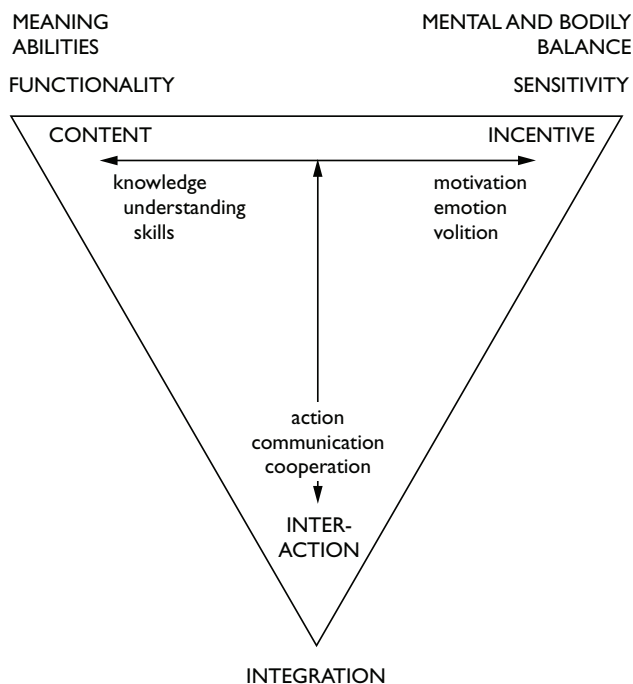 MEANING
ABILITIES
MENTAL AND BODILY
BALANCE
FUNCTIONALITY
SENSITIVITY
CONTENT
INCENTIVE
knowledge
understanding
skills
motivation
emotion
volition
action
communication
cooperation
INTER-
ACTION
INTEGRATION